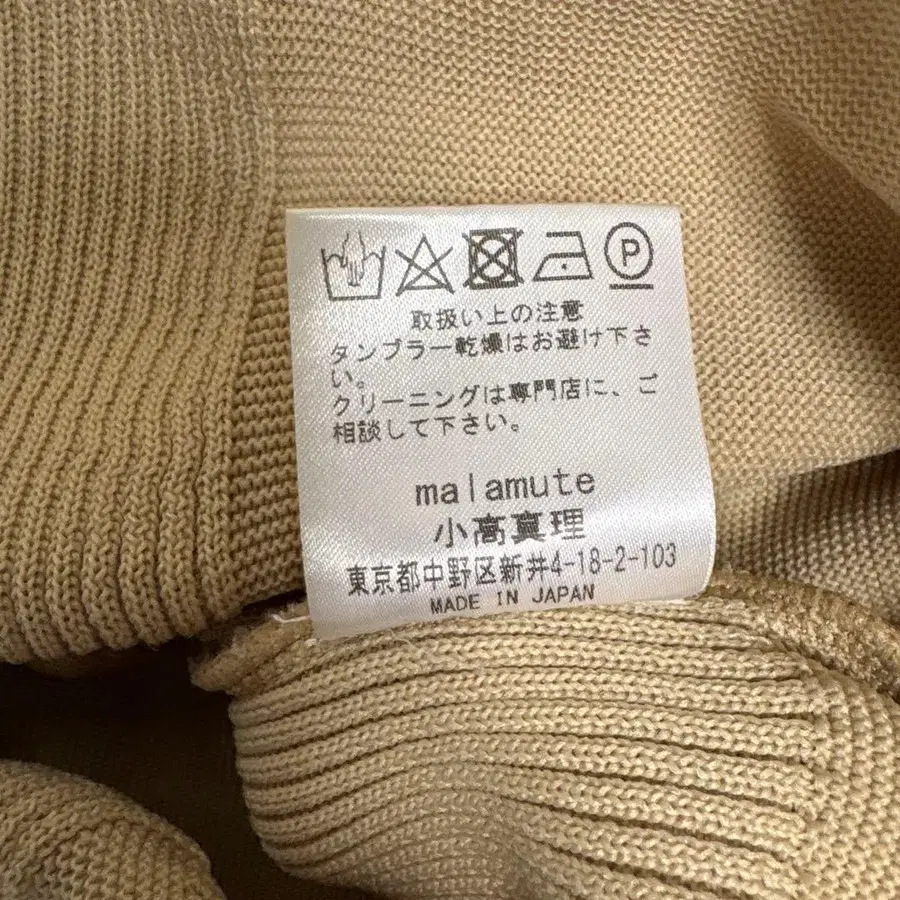 P
取扱い上の注意
タンブラー乾燥はお避け下さ
い。
クリーニングは専門店に、ご
相談して下さい。
malamute
小高真理
東京都中野区新井4-18-2-103
MADE IN JAPAN